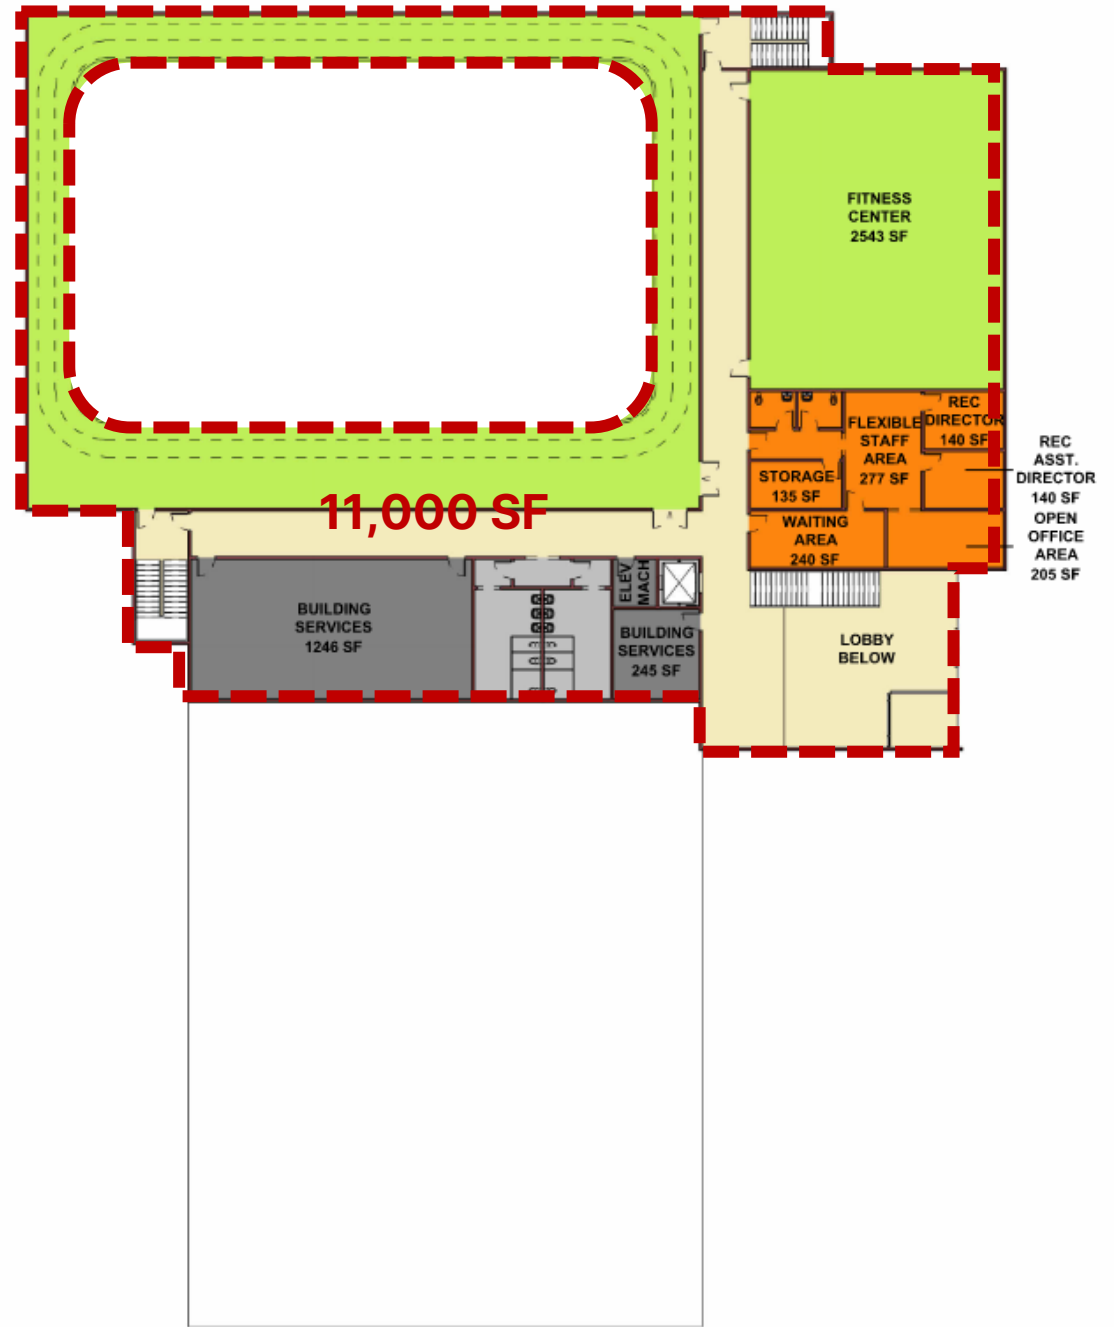 FITNESS
CENTER
2543 SF
REC
DIRECTOR
140 SF
FLEXIBLE
STAFF
AREA
277 SF
REC
ASST.
DIRECTOR
140 SF
STORAGE
135 SF
11,000 SF
WAITING
AREA
240 SF
OPEN
OFFICE
AREA
205 SF
ELEV
MACH
BUILDING
SERVICES
1246 SF
BUILDING
SERVICES
245 SF
LOBBY
BELOW